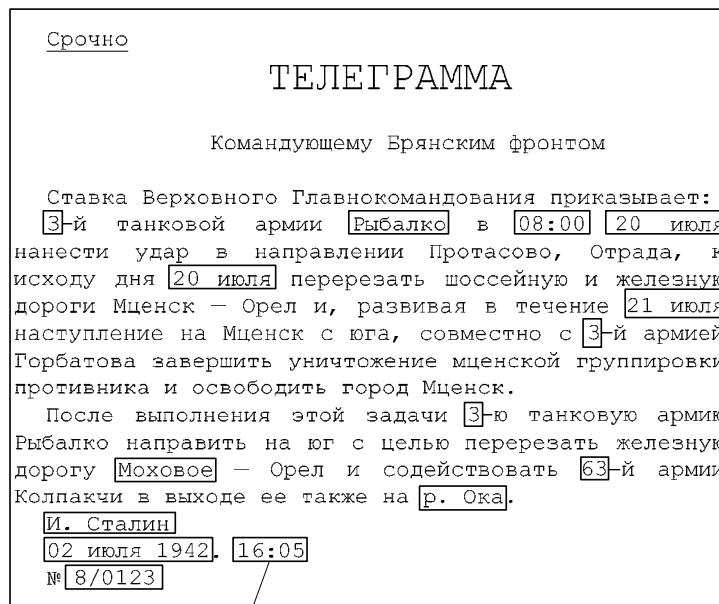 Срочно
ТЕЛЕГРАММА
Командующему Брянским фронтом
Ставка Верховного Главнокомандования приказывает:
3-й танковой армии Рыбалко в 08:00 20 июля
нанести удар в направлении Протасово, Отрада, к
исходу дня 20 июля перерезать шоссейную и железную
дороги Мценск — Орел и, развивая в течение 21 июля
наступление на Мценск с юга, совместно с 3-й армией
Горбатова завершить уничтожение мценской группировки
противника и освободить город Мценск.
После выполнения этой задачи 3-ю танковую армию
Рыбалко направить на юг с целью перерезать железную
дорогу Моховое — Орел и содействовать 63-й армии
Колпакчи в выходе ее также на р. Ока.
И. Сталин
02 июля 1942. 16:05
№ 8/0123